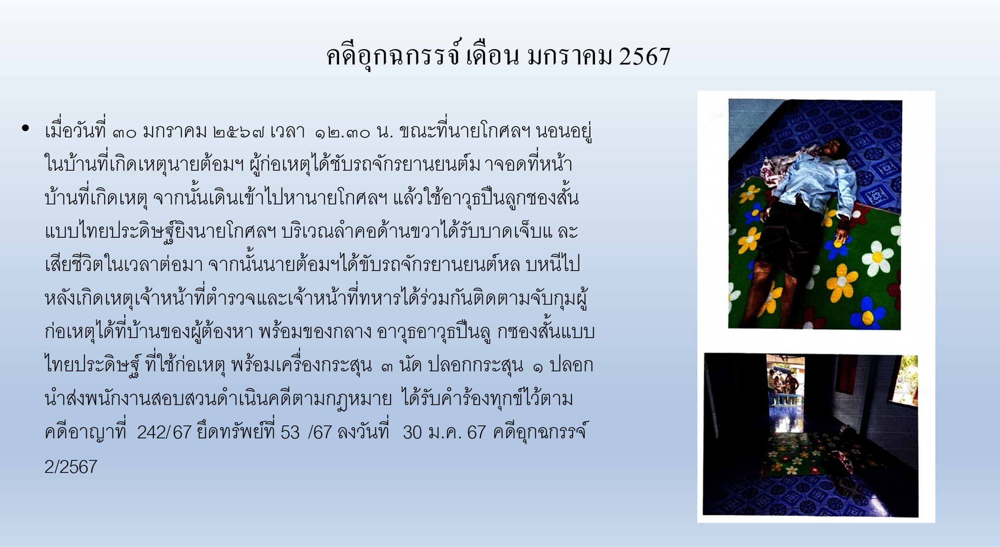 คดีอุกฉกรรจ์ เดือน มกราคม 2567
• เมื่อวันที่ ๓๐ มกราคม ๒๕๖๗ เวลา ๑๒.๓๐ น. ขณะที่นายโกศลฯ นอนอยู่
ในบ้านที่เกิดเหตุนายต้อมฯ ผู้ก่อเหตุได้ขับรถจักรยานยนต์ม าจอดที่หน้า
บ้านที่เกิดเหตุ จากนั้นเดินเข้าไปหานายโกศลฯ แล้วใช้อาวุธปืนลูกซองสั้น
แบบไทยประดิษฐ์ยิงนายโกศลฯ บริเวณลำคอด้านขวาได้รับบาดเจ็บแ ละ
เสียชีวิตในเวลาต่อมา จากนั้นนายต้อมฯได้ขับรถจักรยานยนต์หล บหนีไป
หลังเกิดเหตุเจ้าหน้าที่ตำรวจและเจ้าหน้าที่ทหารได้ร่วมกันติดตามจับกุมผู้
ก่อเหตุได้ที่บ้านของผู้ต้องหา พร้อมของกลาง อาวุธอาวุธปืนลู กซองสั้นแบบ
ไทยประดิษฐ์ ที่ใช้ก่อเหตุ พร้อมเครื่องกระสุน ๓ นัด ปลอกกระสุน ๑ ปลอก
นำส่งพนักงานสอบสวนดำเนินคดีตามกฎหมาย ได้รับคำร้องทุกข์ไว้ตาม
คดีอาญาที่ 242/67 ยึดทรัพย์ที่ 53 /67 ลงวันที่ 30 ม.ค. 67 คดีอุกฉกรรจ์
2/2567